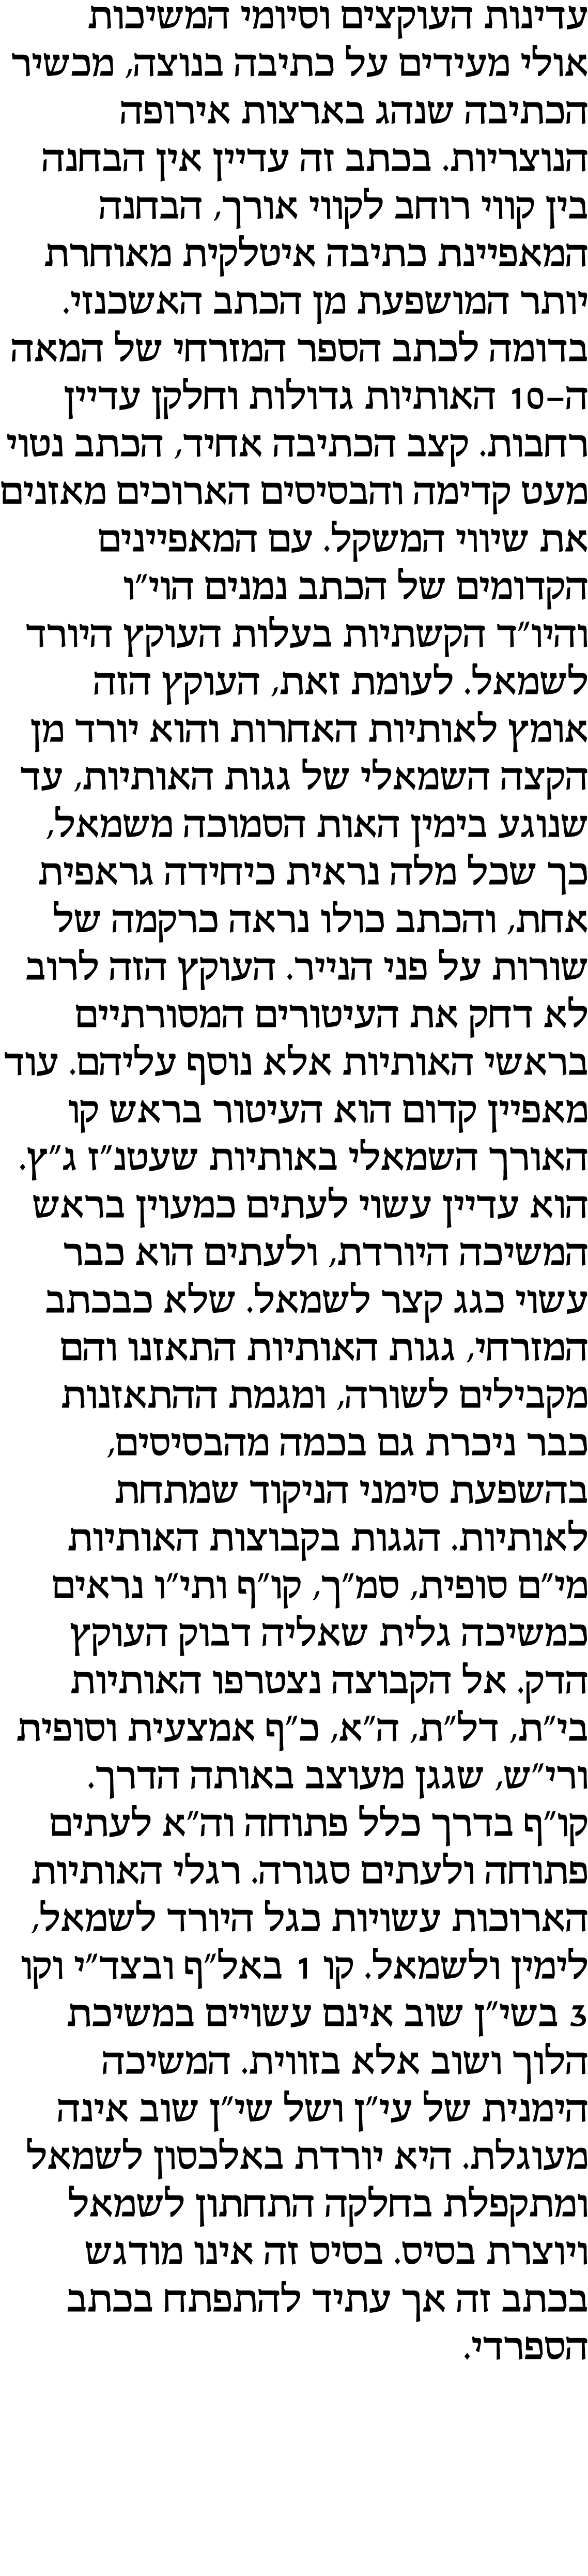 עדינות העוקצים וסיומי המשיכות
אולי מעידים על כתיבה בנוצה, מכשיר
הכתיבה שנהג בארצות אירופה
הנוצריות. בכתב זה עדיין אין הבחנה
בין קווי רוחב לקווי אורך, הבחנה
המאפיינת כתיבה איטלקית מאוחרת
יותר המושפעת מן הכתב האשכנזי.
בדומה לכתב הספר המזרחי של המאה
ה–10 האותיות גדולות וחלקן עדיין
רחבות. קצב הכתיבה אחיד, הכתב נטוי
מעט קדימה והבסיסים הארוכים מאזנים
את שיווי המשקל. עם המאפיינים
הקדומים של הכתב נמנים הוי"ו
והיו"ד הקשתיות בעלות העוקץ היורד
לשמאל. לעומת זאת, העוקץ הזה
אומץ לאותיות האחרות והוא יורד מן
הקצה השמאלי של גגות האותיות, עד
שנוגע בימין האות הסמוכה משמאל,
כך שכל מלה נראית כיחידה גראפית
אחת, והכתב כולו נראה כרקמה של
שורות על פני הנייר. העוקץ הזה לרוב
לא דחק את העיטורים המסורתיים
בראשי האותיות אלא נוסף עליהם. עוד
מאפיין קדום הוא העיטור בראש קו
האורך השמאלי באותיות שעטנ"ז ג"ץ.
הוא עדיין עשוי לעתים כמעוין בראש
המשיכה היורדת, ולעתים הוא כבר
עשוי כגג קצר לשמאל. שלא כבכתב
המזרחי, גגות האותיות התאזנו והם
מקבילים לשורה, ומגמת ההתאזנות
כבר ניכרת גם בכמה מהבסיסים,
בהשפעת סימני הניקוד שמתחת
לאותיות. הגגות בקבוצות האותיות
מי"ם סופית, סמ"ך, קו"ף ותי"ו נראים
כמשיכה גלית שאליה דבוק העוקץ
הדק. אל הקבוצה נצטרפו האותיות
בי"ת, דל"ת, ה"א, כ"ף אמצעית וסופית
ורי"ש, שגגן מעוצב באותה הדרך.
קו"ף בדרך כלל פתוחה וה"א לעתים
פתוחה ולעתים סגורה. רגלי האותיות
הארוכות עשויות כגל היורד לשמאל,
לימין ולשמאל. קו 1 באל"ף ובצד"י וקו
3 בשי"ן שוב אינם עשויים במשיכת
הלוך ושוב אלא בזווית. המשיכה
הימנית של עי"ן ושל שי"ן שוב אינה
מעוגלת. היא יורדת באלכסון לשמאל
ומתקפלת בחלקה התחתון לשמאל
ויוצרת בסיס. בסיס זה אינו מודגש
בכתב זה אך עתיד להתפתח בכתב
הספרדי.